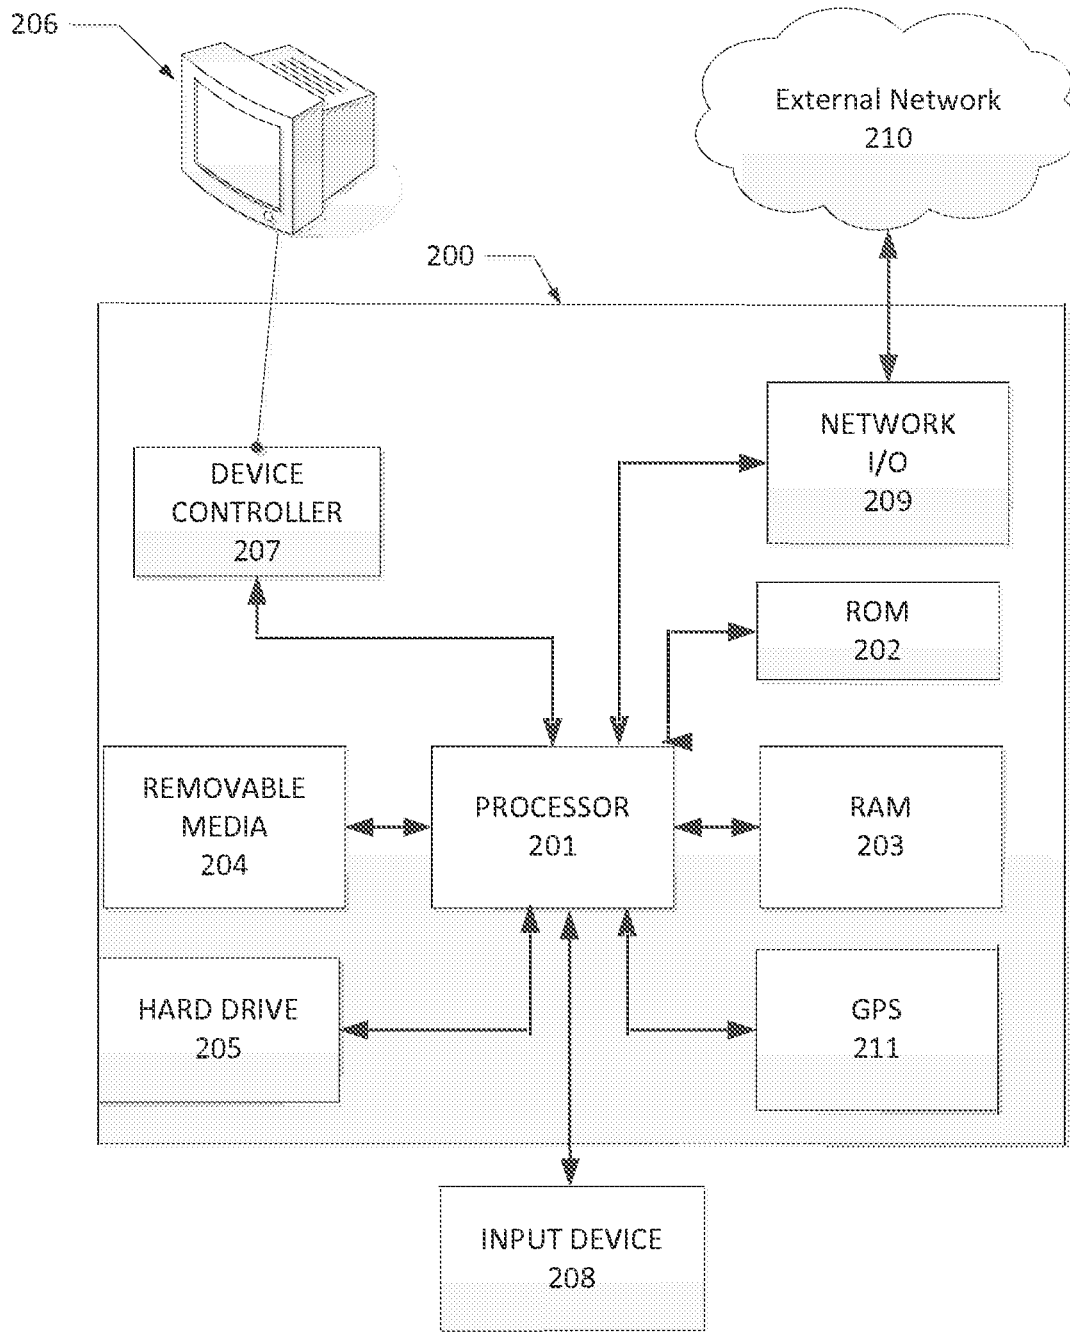 206
External Network
210
200
NETWORK
I/O
209
DEVICE
CONTROLLER
207
ROM
202
REMOVABLE
MEDIA
204
PROCESSOR
201
RAM
203
HARD DRIVE
205
GPS
211
INPUT DEVICE
208